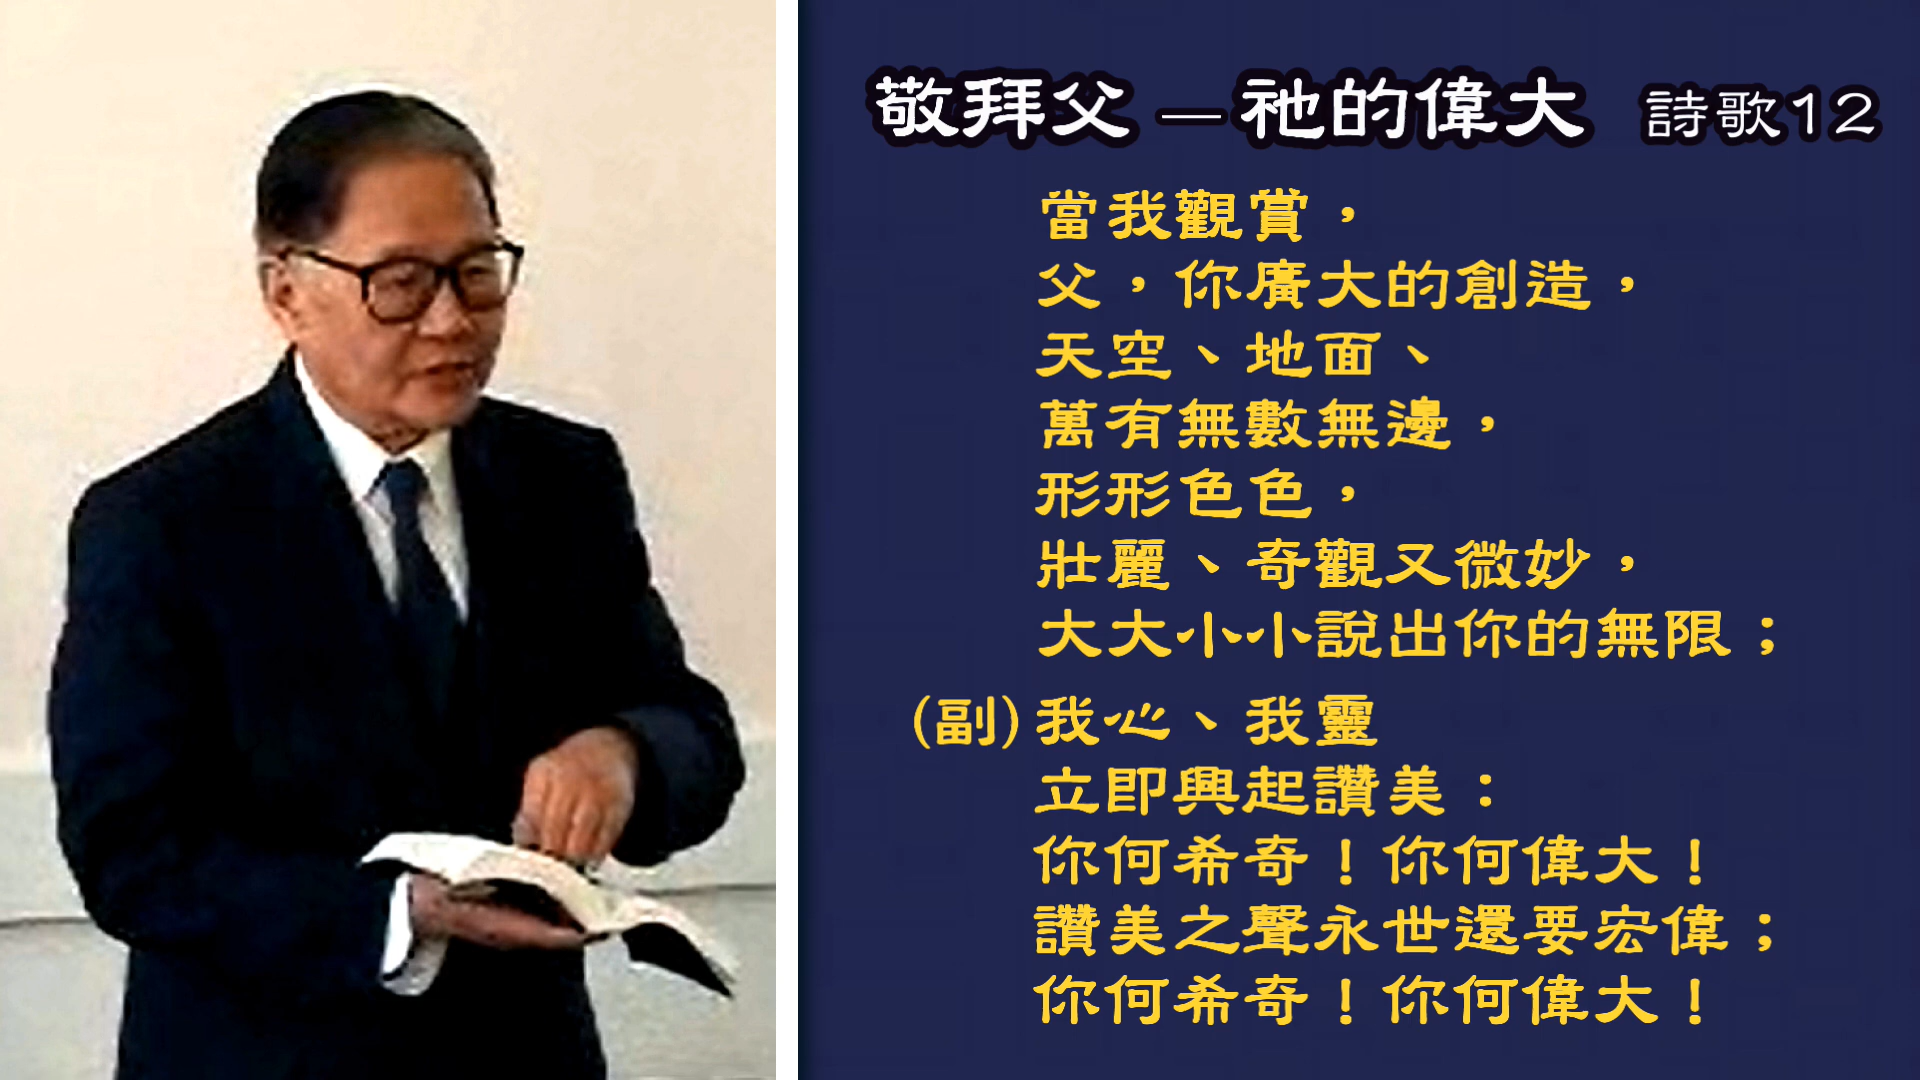 敬拜父—祂的偉大 詩歌12
當我觀賞，
父，你廣大的創造，
天空、地面、
萬有無數無邊，
形形色色，
壯麗、奇觀又微妙，
大大小小說出你的無限；
(副)我心、我靈
立即興起讚美：
你何希奇！你何偉大！
讚美之聲永世還要宏偉；
你何希奇！你何偉大！